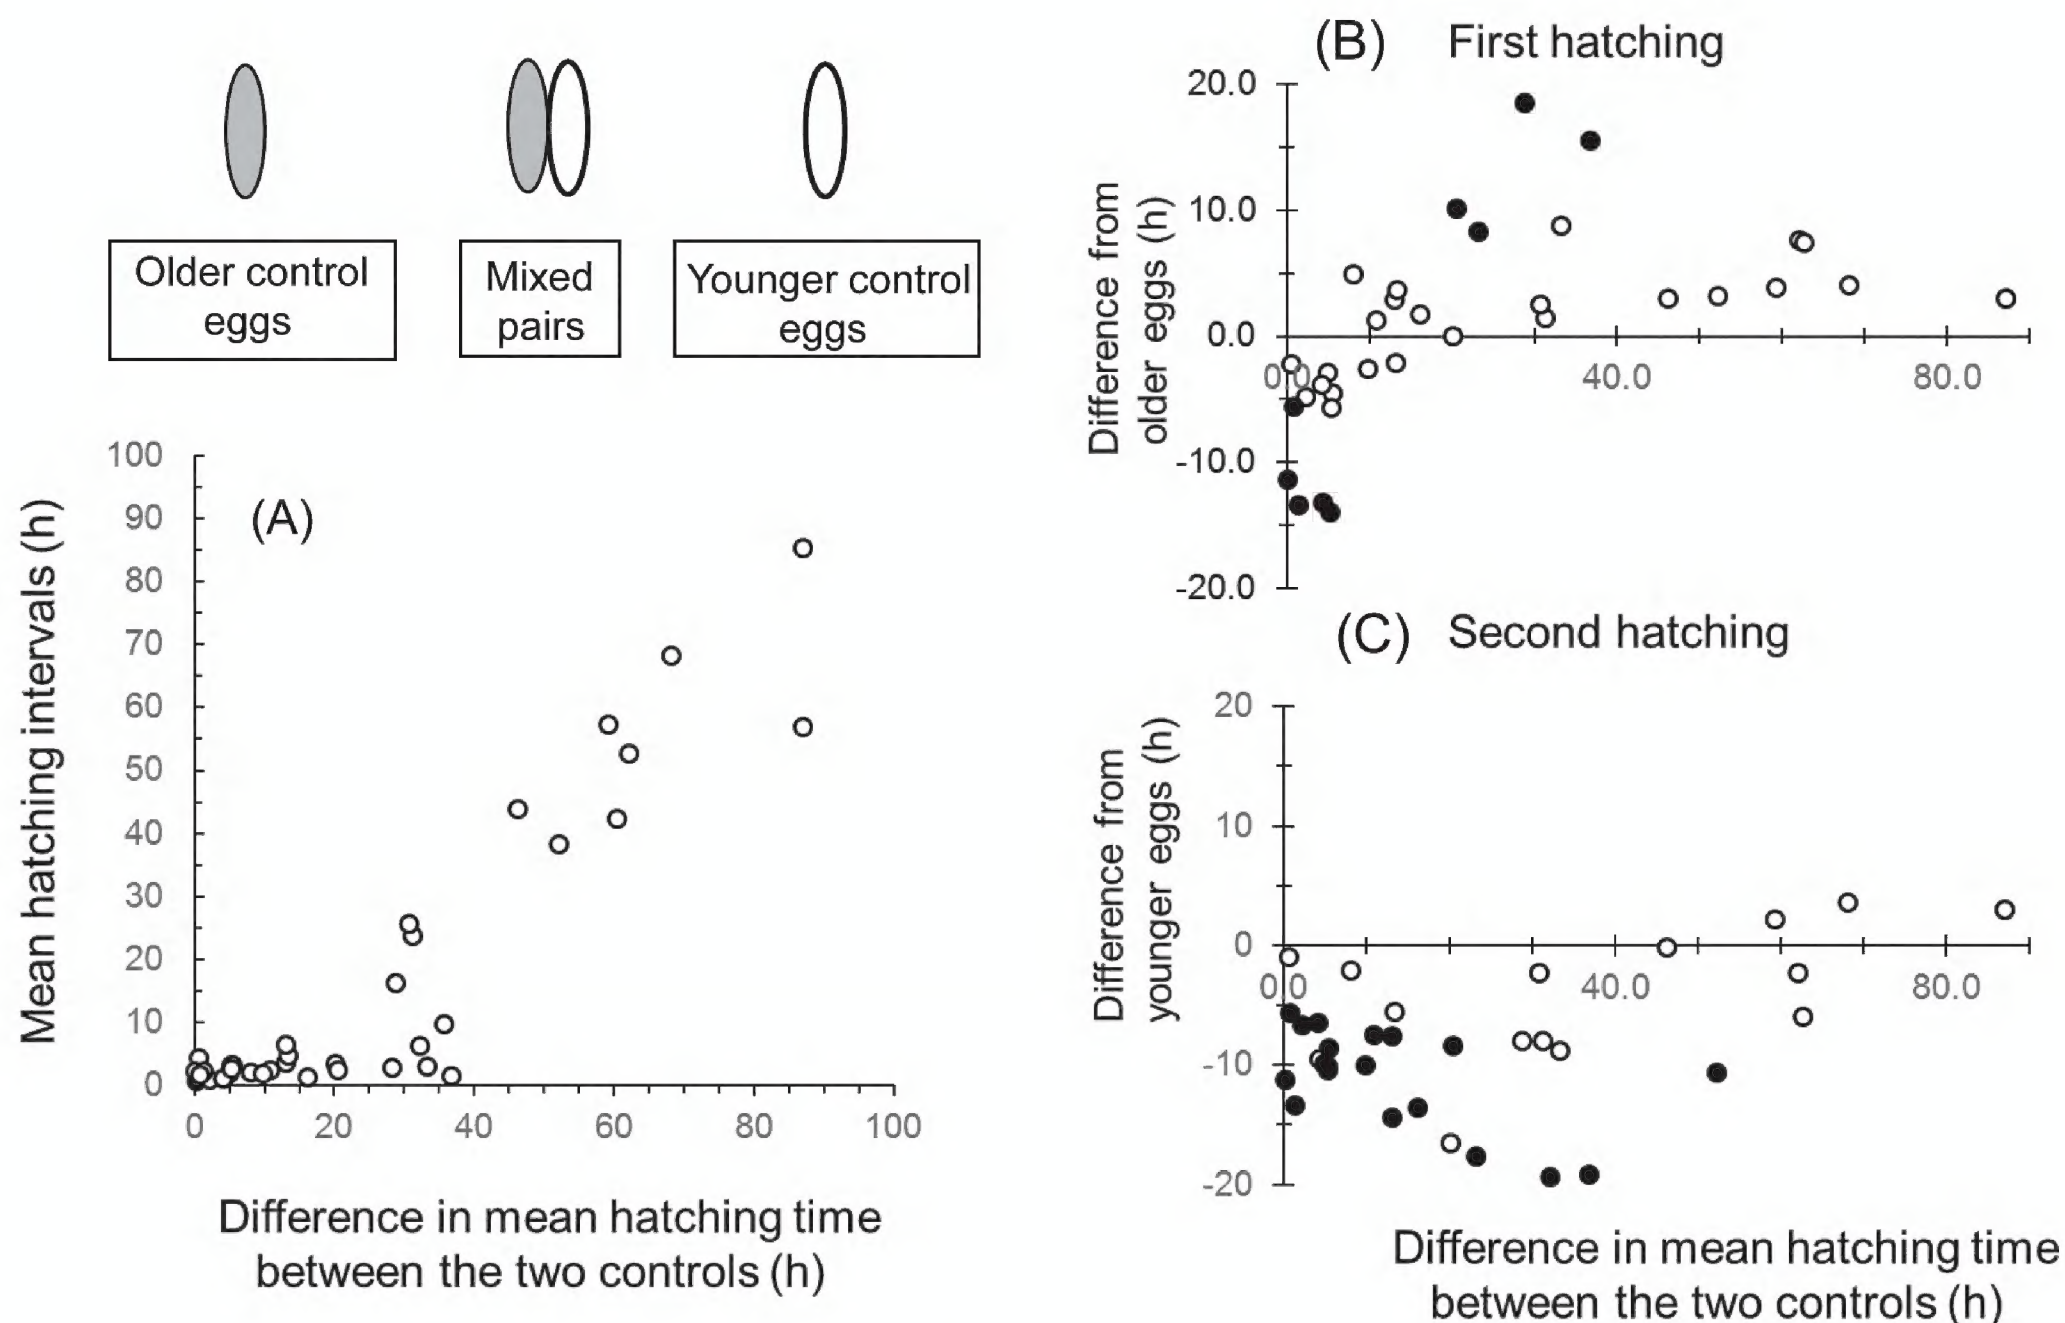 Older control
eggs
Mixed
pairs
Younger control
eggs
(A)
Mean hatching intervals (h)
100
90
80
70
60
50
40
30
20
10
0
0 20 40 60 80 100
Difference in mean hatching time
between the two controls (h)
(B) First hatching
Difference from
older eggs (h)
20.0
10.0
0.0
-10.0
-20.0
0.0 40.0 80.0
(C) Second hatching
Difference from
younger eggs (h)
20
10
0
-10
-20
0.0 40.0 80.0
Difference in mean hatching time
between the two controls (h)